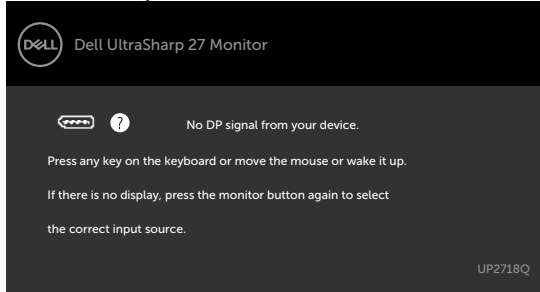 DELL Dell UltraSharp 27 Monitor
? No DP signal from your device.
Press any key on the keyboard or move the mouse or wake it up.
If there is no display, press the monitor button again to select
the correct input source.
UP2718Q